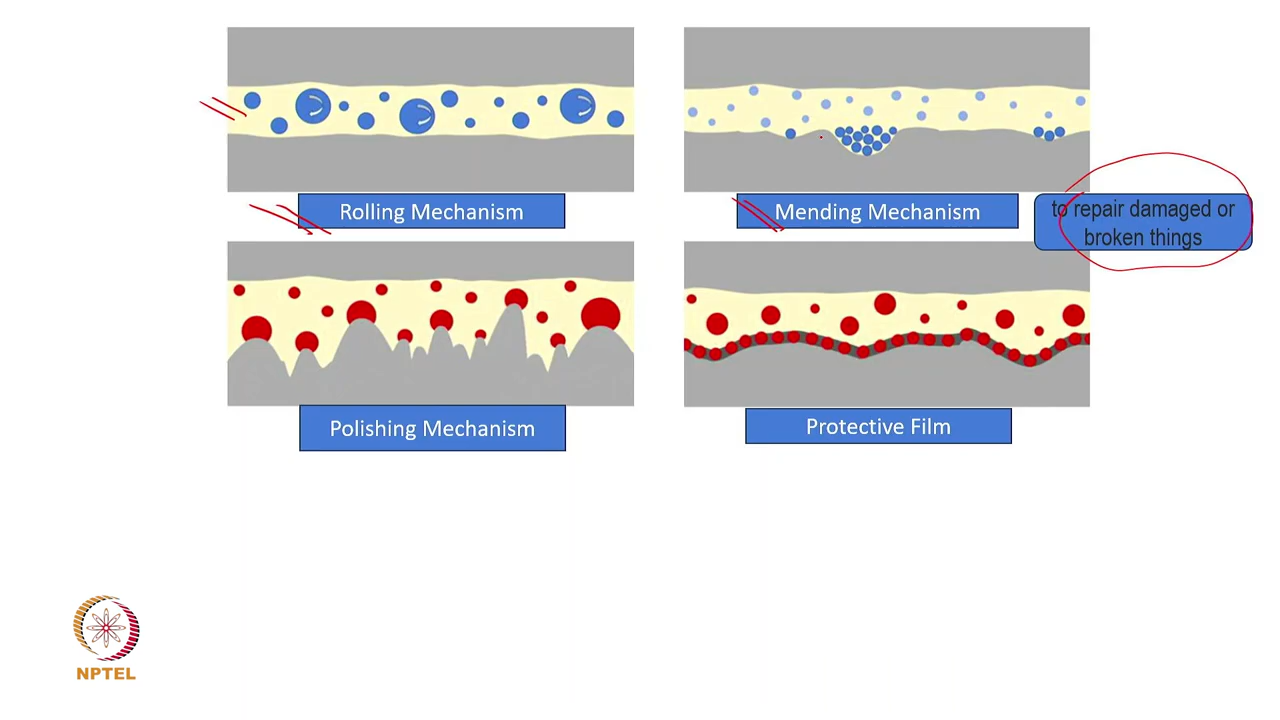 Rolling Mechanism
Mending Mechanism
to repair damaged or
broken things
Polishing Mechanism
Protective Film
NPTEL